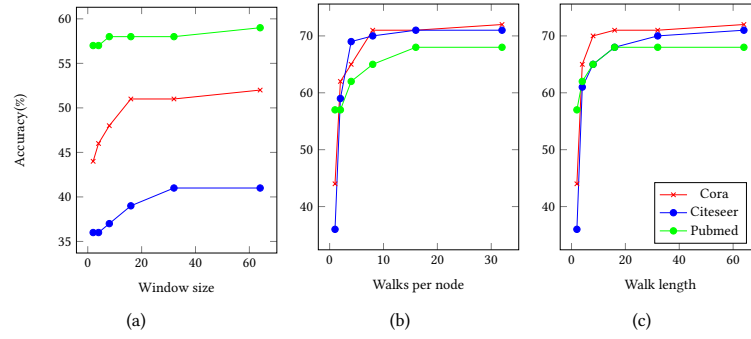 Accuracy(%)
60
55
50
45
40
35
0
20
40
60
Window size
(a)
70
60
50
40
0
10
20
30
Walks per node
(b)
70
60
50
40
0
20
40
60
Walk length
(c)
Cora
Citeseer
Pubmed